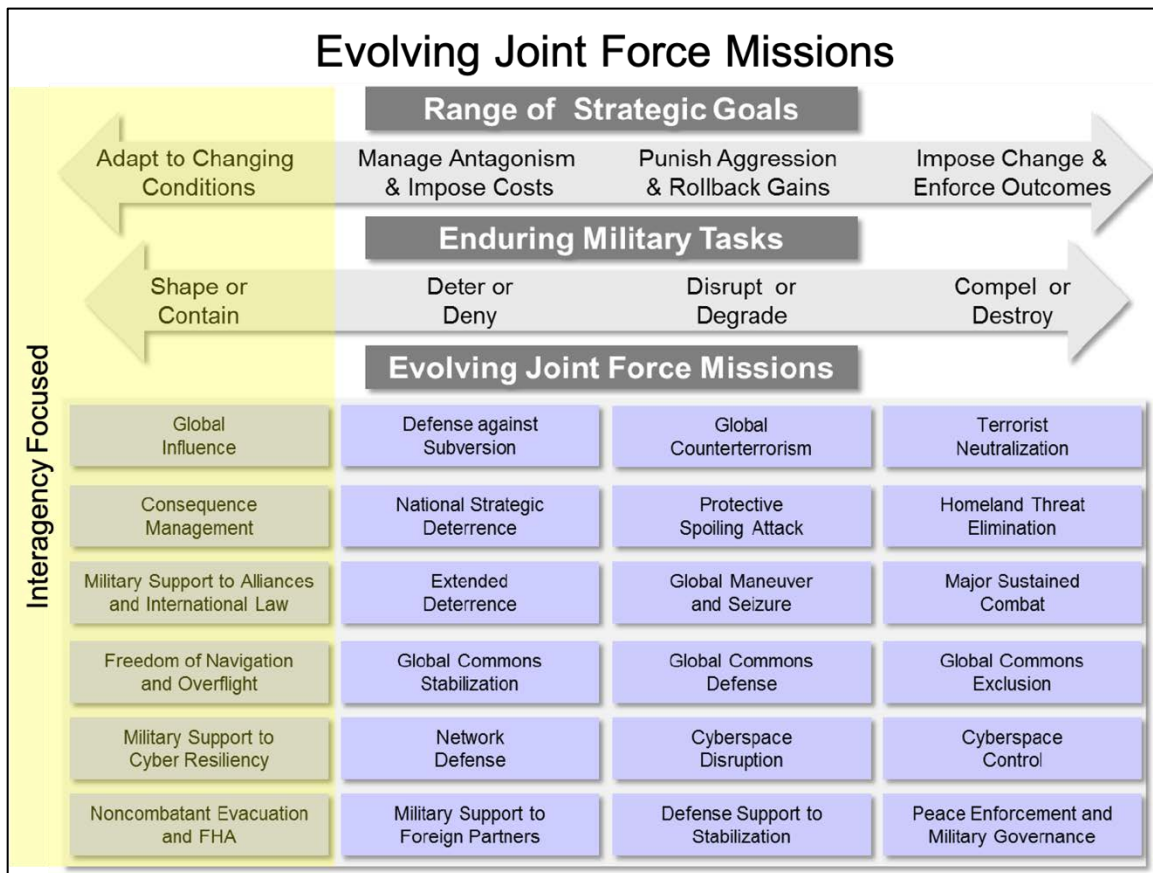 Evolving Joint Force Missions
Range of Strategic Goals
Adapt to Changing
Conditions
Manage Antagonism
& Impose Costs
Punish Aggression
& Rollback Gains
Impose Change &
Enforce Outcomes
Enduring Military Tasks
Shape or
Contain
Deter or
Deny
Disrupt or
Degrade
Compel or
Destroy
Evolving Joint Force Missions
Interagency Focused
Global
Influence
Defense against
Subversion
Global
Counterterrorism
Terrorist
Neutralization
Consequence
Management
National Strategic
Deterrence
Protective
Spoiling Attack
Homeland Threat
Elimination
Military Support to Alliances
and International Law
Extended
Deterrence
Global Maneuver
and Seizure
Major Sustained
Combat
Freedom of Navigation
and Overflight
Global Commons
Stabilization
Global Commons
Defense
Global Commons
Exclusion
Military Support to
Cyber Resiliency
Network
Defense
Cyberspace
Disruption
Cyberspace
Control
Noncombatant Evacuation
and FHA
Military Support to
Foreign Partners
Defense Support to
Stabilization
Peace Enforcement and
Military Governance